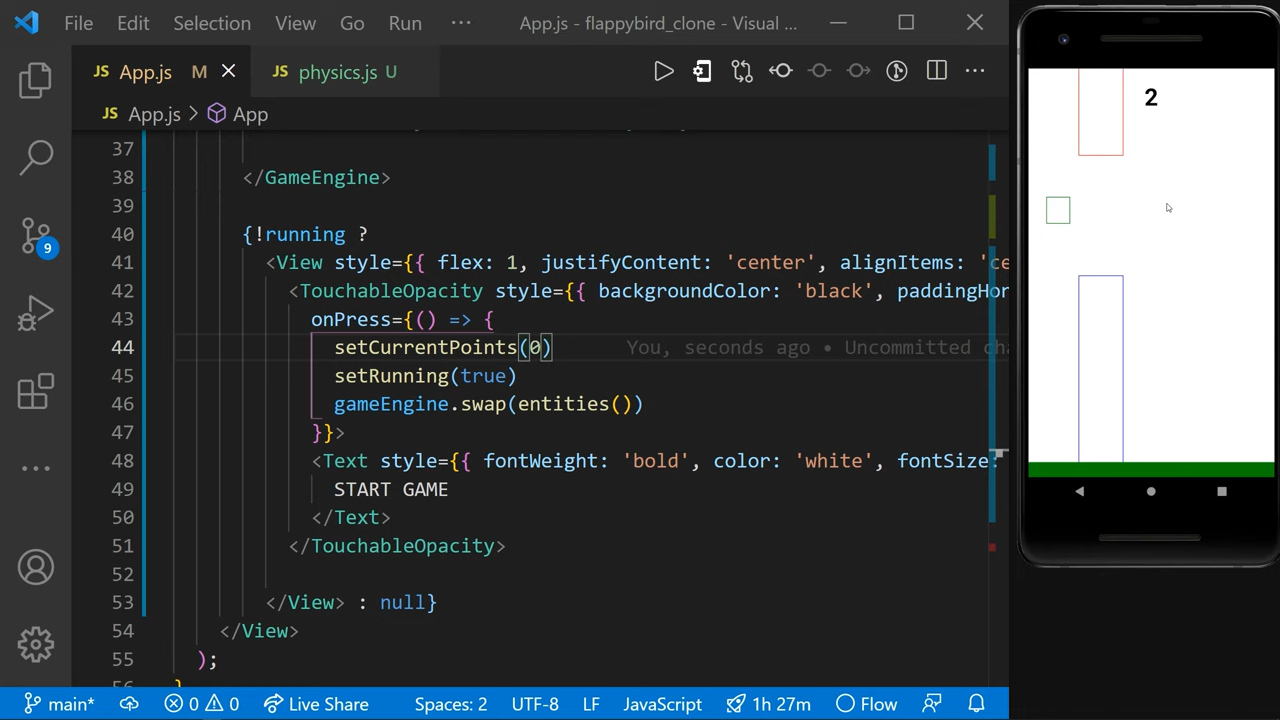 File Edit Selection View Go Run ··· App.js - flappybird_clone - Visual ...
JS App.js M
JS physics.js U
JS App.js > App
37
38 </GameEngine>
39
40 {!running ?
41 <View style={{ flex: 1, justifyContent: 'center', alignItems: 'ce
42 <TouchableOpacity style={{ backgroundColor: 'black', paddingHor
43 onPress={() => {
44 setCurrentPoints(0) You, seconds ago • Uncommitted cha
45 setRunning(true)
46 gameEngine.swap(entities())
47 }}>
48 <Text style={{ fontWeight: 'bold', color: 'white', fontSize:
49 START GAME
50 </Text>
51 </TouchableOpacity>
52
53 </View> : null}
54 </View>
55 );
56 }
9
main* 0 0 Live Share Spaces: 2 UTF-8 LF JavaScript 1h 27m Flow
2